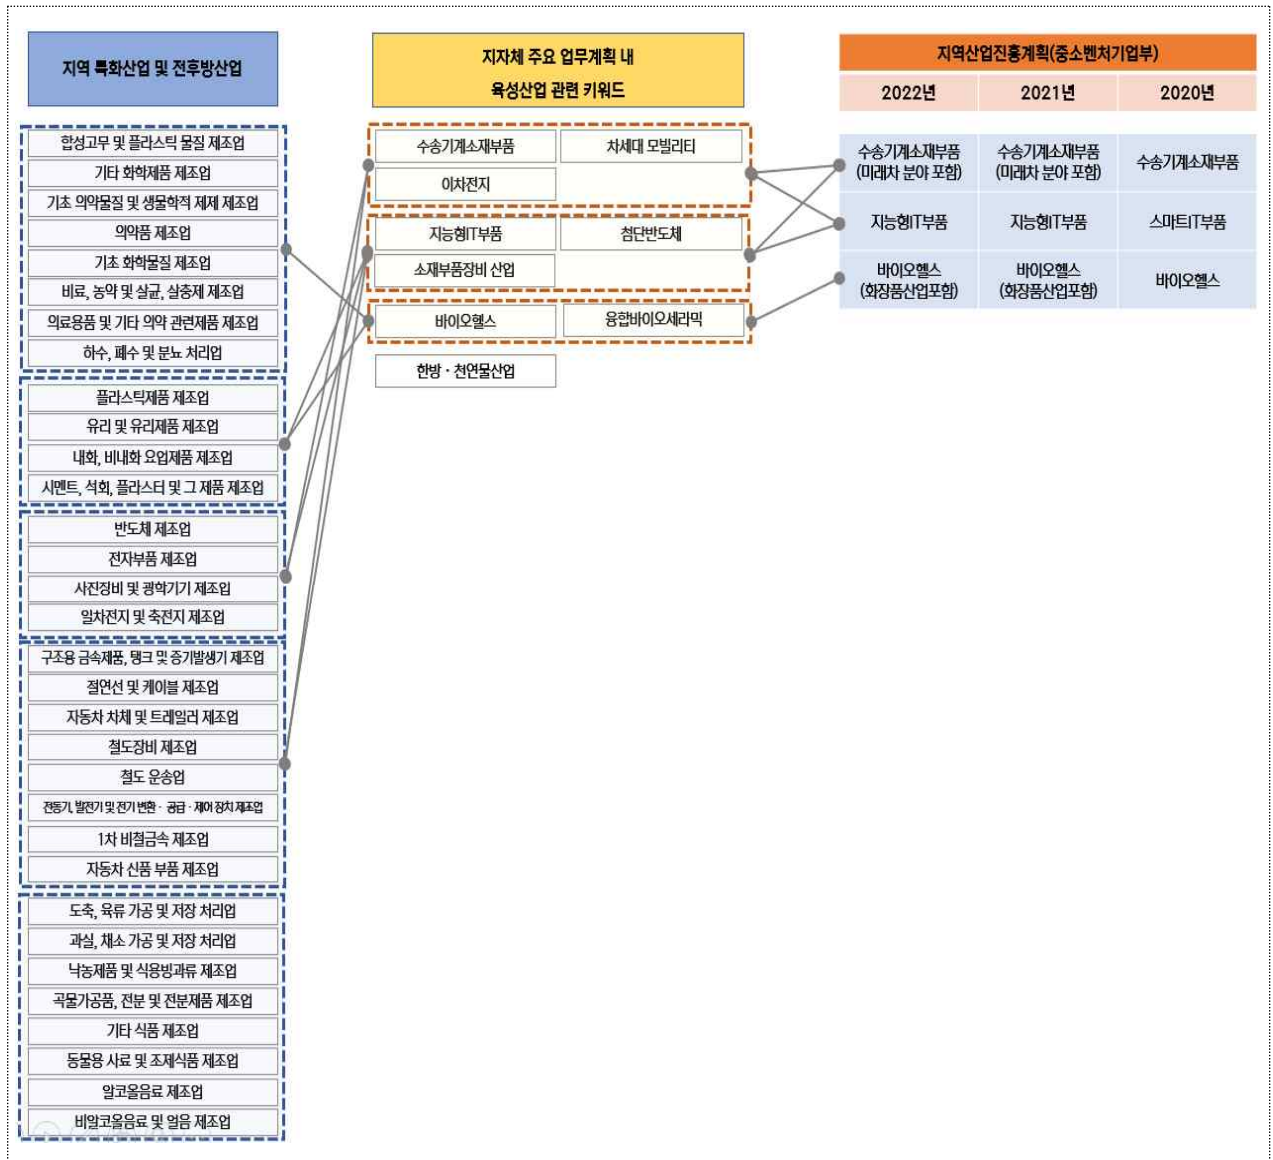 지역 특화산업 및 전후방산업
합성고무 및 플라스틱 물질 제조업
기타 화학제품 제조업
기초 의약물질 및 생물학적 제제 제조업
의약품 제조업
기초 화학물질 제조업
비료, 농약 및 살균, 살충제 제조업
의료용품 및 기타 의약 관련제품 제조업
하수, 폐수 및 분뇨 처리업
플라스틱제품 제조업
유리 및 유리제품 제조업
내화, 비내화 요업제품 제조업
시멘트, 석회, 플라스터 및 그 제품 제조업
반도체 제조업
전자부품 제조업
사진장비 및 광학기기 제조업
일차전지 및 축전지 제조업
구조용 금속제품, 탱크 및 증기발생기 제조업
절연선 및 케이블 제조업
자동차 차체 및 트레일러 제조업
철도장비 제조업
철도 운송업
전동기, 발전기 및 전기 변환 · 공급 · 제어 장치 제조업
1차 비철금속 제조업
자동차 신품 부품 제조업
도축, 육류 가공 및 저장 처리업
과실, 채소 가공 및 저장 처리업
낙농제품 및 식용빙과류 제조업
곡물가공품, 전분 및 전분제품 제조업
기타 식품 제조업
동물용 사료 및 조제식품 제조업
알코올음료 제조업
비알코올음료 및 얼음 제조업
지자체 주요 업무계획 내
육성산업 관련 키워드
수송기계소재부품 차세대 모빌리티
이차전지
지능형IT부품 첨단반도체
소재부품장비 산업
바이오헬스 융합바이오세라믹
한방 · 천연물산업
지역산업진흥계획(중소벤처기업부)
2022년 2021년 2020년
수송기계소재부품 수송기계소재부품 수송기계소재부품
(미래차 분야 포함) (미래차 분야 포함)
지능형IT부품 지능형IT부품 스마트IT부품
바이오헬스 바이오헬스 바이오헬스
(화장품산업포함) (화장품산업포함)